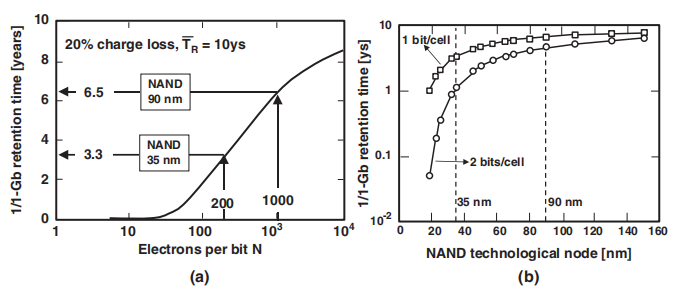 1/1-Gb retention time [years]
10
8
6
4
2
0
20% charge loss, T̅R = 10ys
6.5
NAND
90 nm
3.3
NAND
35 nm
200
1000
1
10
100
10³
10⁴
Electrons per bit N
(a)
1/1-Gb retention time [ys]
10
1
0.1
10⁻²
1 bit/cell
2 bits/cell
35 nm
90 nm
0
20
40
60
80
100
120
140
160
NAND technological node [nm]
(b)